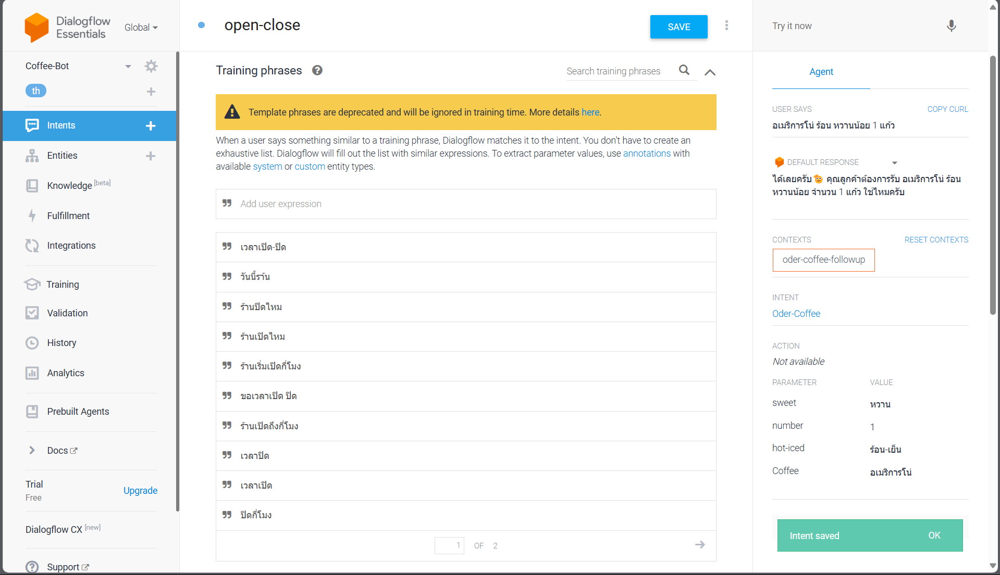 Dialogflow
Essentials
Global
Coffee-Bot
th
Intents
Entities
Knowledge [beta]
Fulfillment
Integrations
Training
Validation
History
Analytics
Prebuilt Agents
Docs
Trial
Free
Upgrade
Dialogflow CX [new]
Support
open-close
SAVE
Training phrases
Search training phrases
Template phrases are deprecated and will be ignored in training time. More details here.
When a user says something similar to a training phrase, Dialogflow matches it to the intent. You don't have to create an
exhaustive list. Dialogflow will fill out the list with similar expressions. To extract parameter values, use annotations with
available system or custom entity types.
Add user expression
เวลาเปิด-ปิด
วันนี้ราัน
ร้านปิดไหม
ร้านเปิดไหม
ร้านเริ่มเปิดกี่โมง
ขอเวลาเปิด ปิด
ร้านเปิดถึงกี่โมง
เวลาปิด
เวลาเปิด
ปิดกี่โมง
1 OF 2
Try it now
Agent
USER SAYS COPY CURL
อเมริการโน่ ร้อน หวานน้อย 1 แก้ว
DEFAULT RESPONSE
ได้เลยครับ🫡 คุณลูกค้าต้องการรับ อเมริการโน่ ร้อน
หวานน้อย จำนวน 1 แก้ว ใช่ไหมครับ
CONTEXTS RESET CONTEXTS
oder-coffee-followup
INTENT
Oder-Coffee
ACTION
Not available
PARAMETER VALUE
sweet หวาน
number 1
hot-iced ร้อน-เย็น
Coffee อเมริการโน่
Intent saved OK